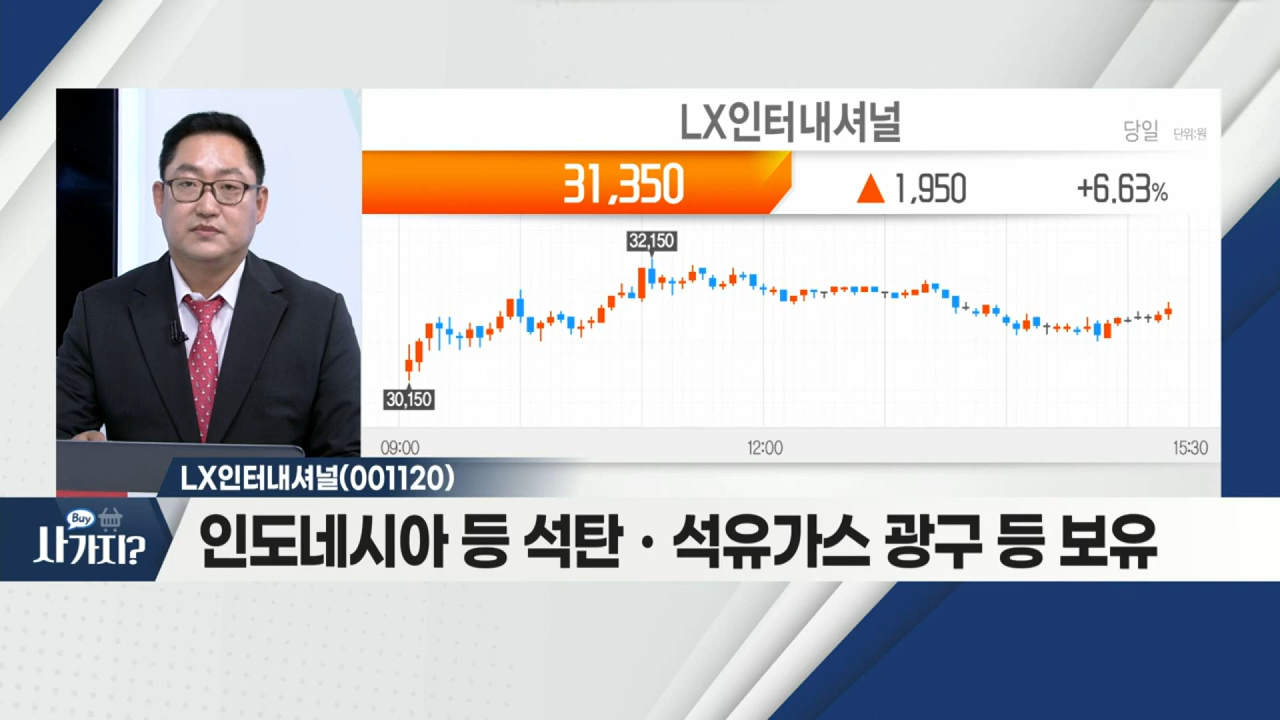 LX인터내셔널
당일 단위:원
31,350 ▲ 1,950 +6.63%
32,150
30,150
09:00 12:00 15:30
LX인터내셔널(001120)
Buy
사가자?
인도네시아 등 석탄·석유가스 광구 등 보유